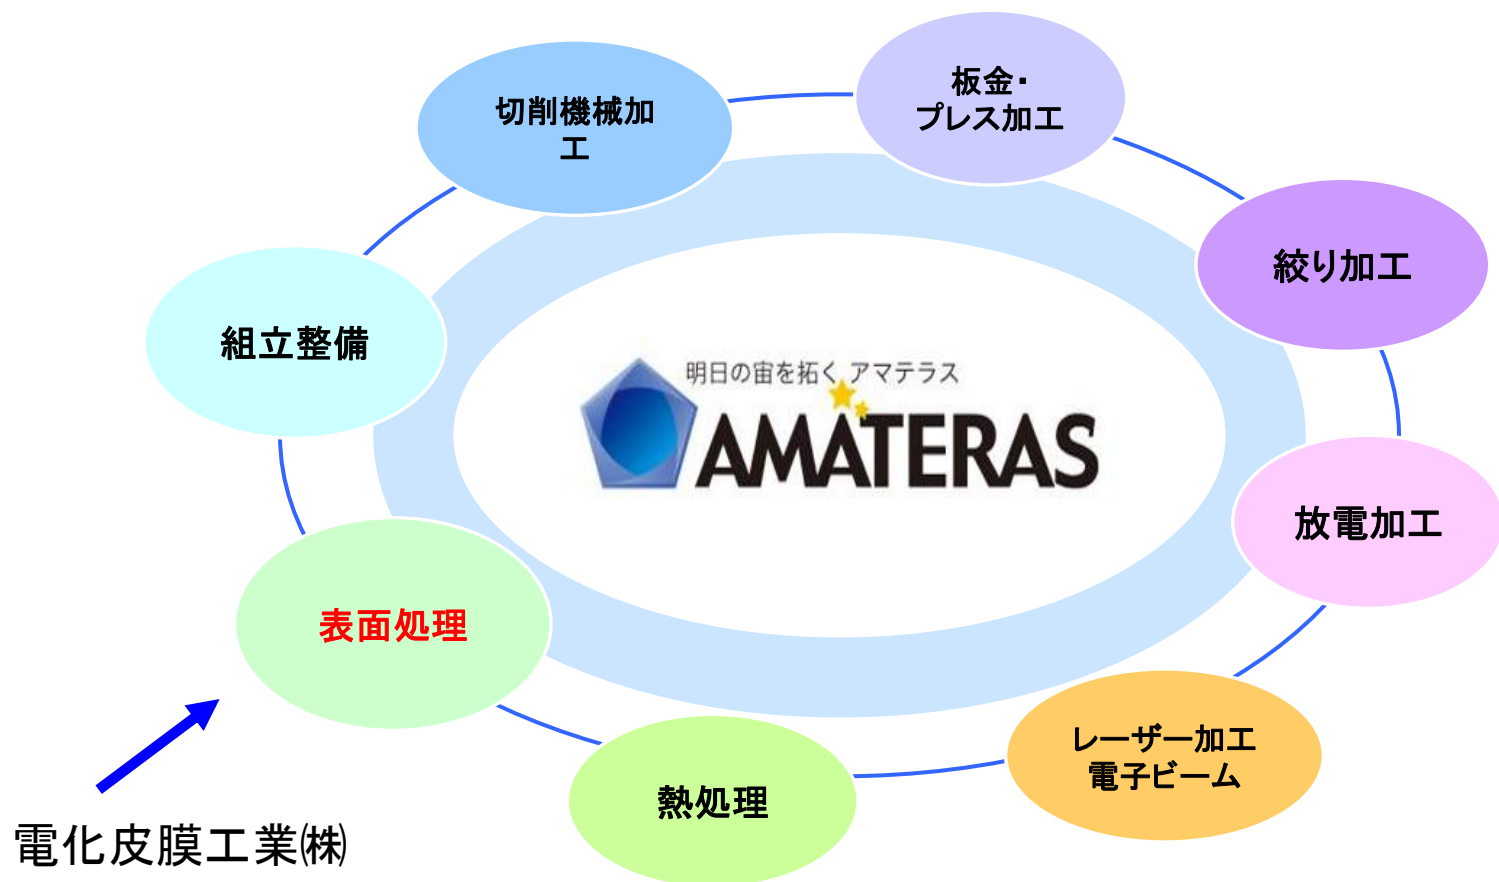 板金・
プレス加工
切削機械加
工
絞り加工
組立整備
明日の宙を拓く アマテラス
AMATERAS
放電加工
表面処理
レーザー加工
電子ビーム
熱処理
電化皮膜工業㈱